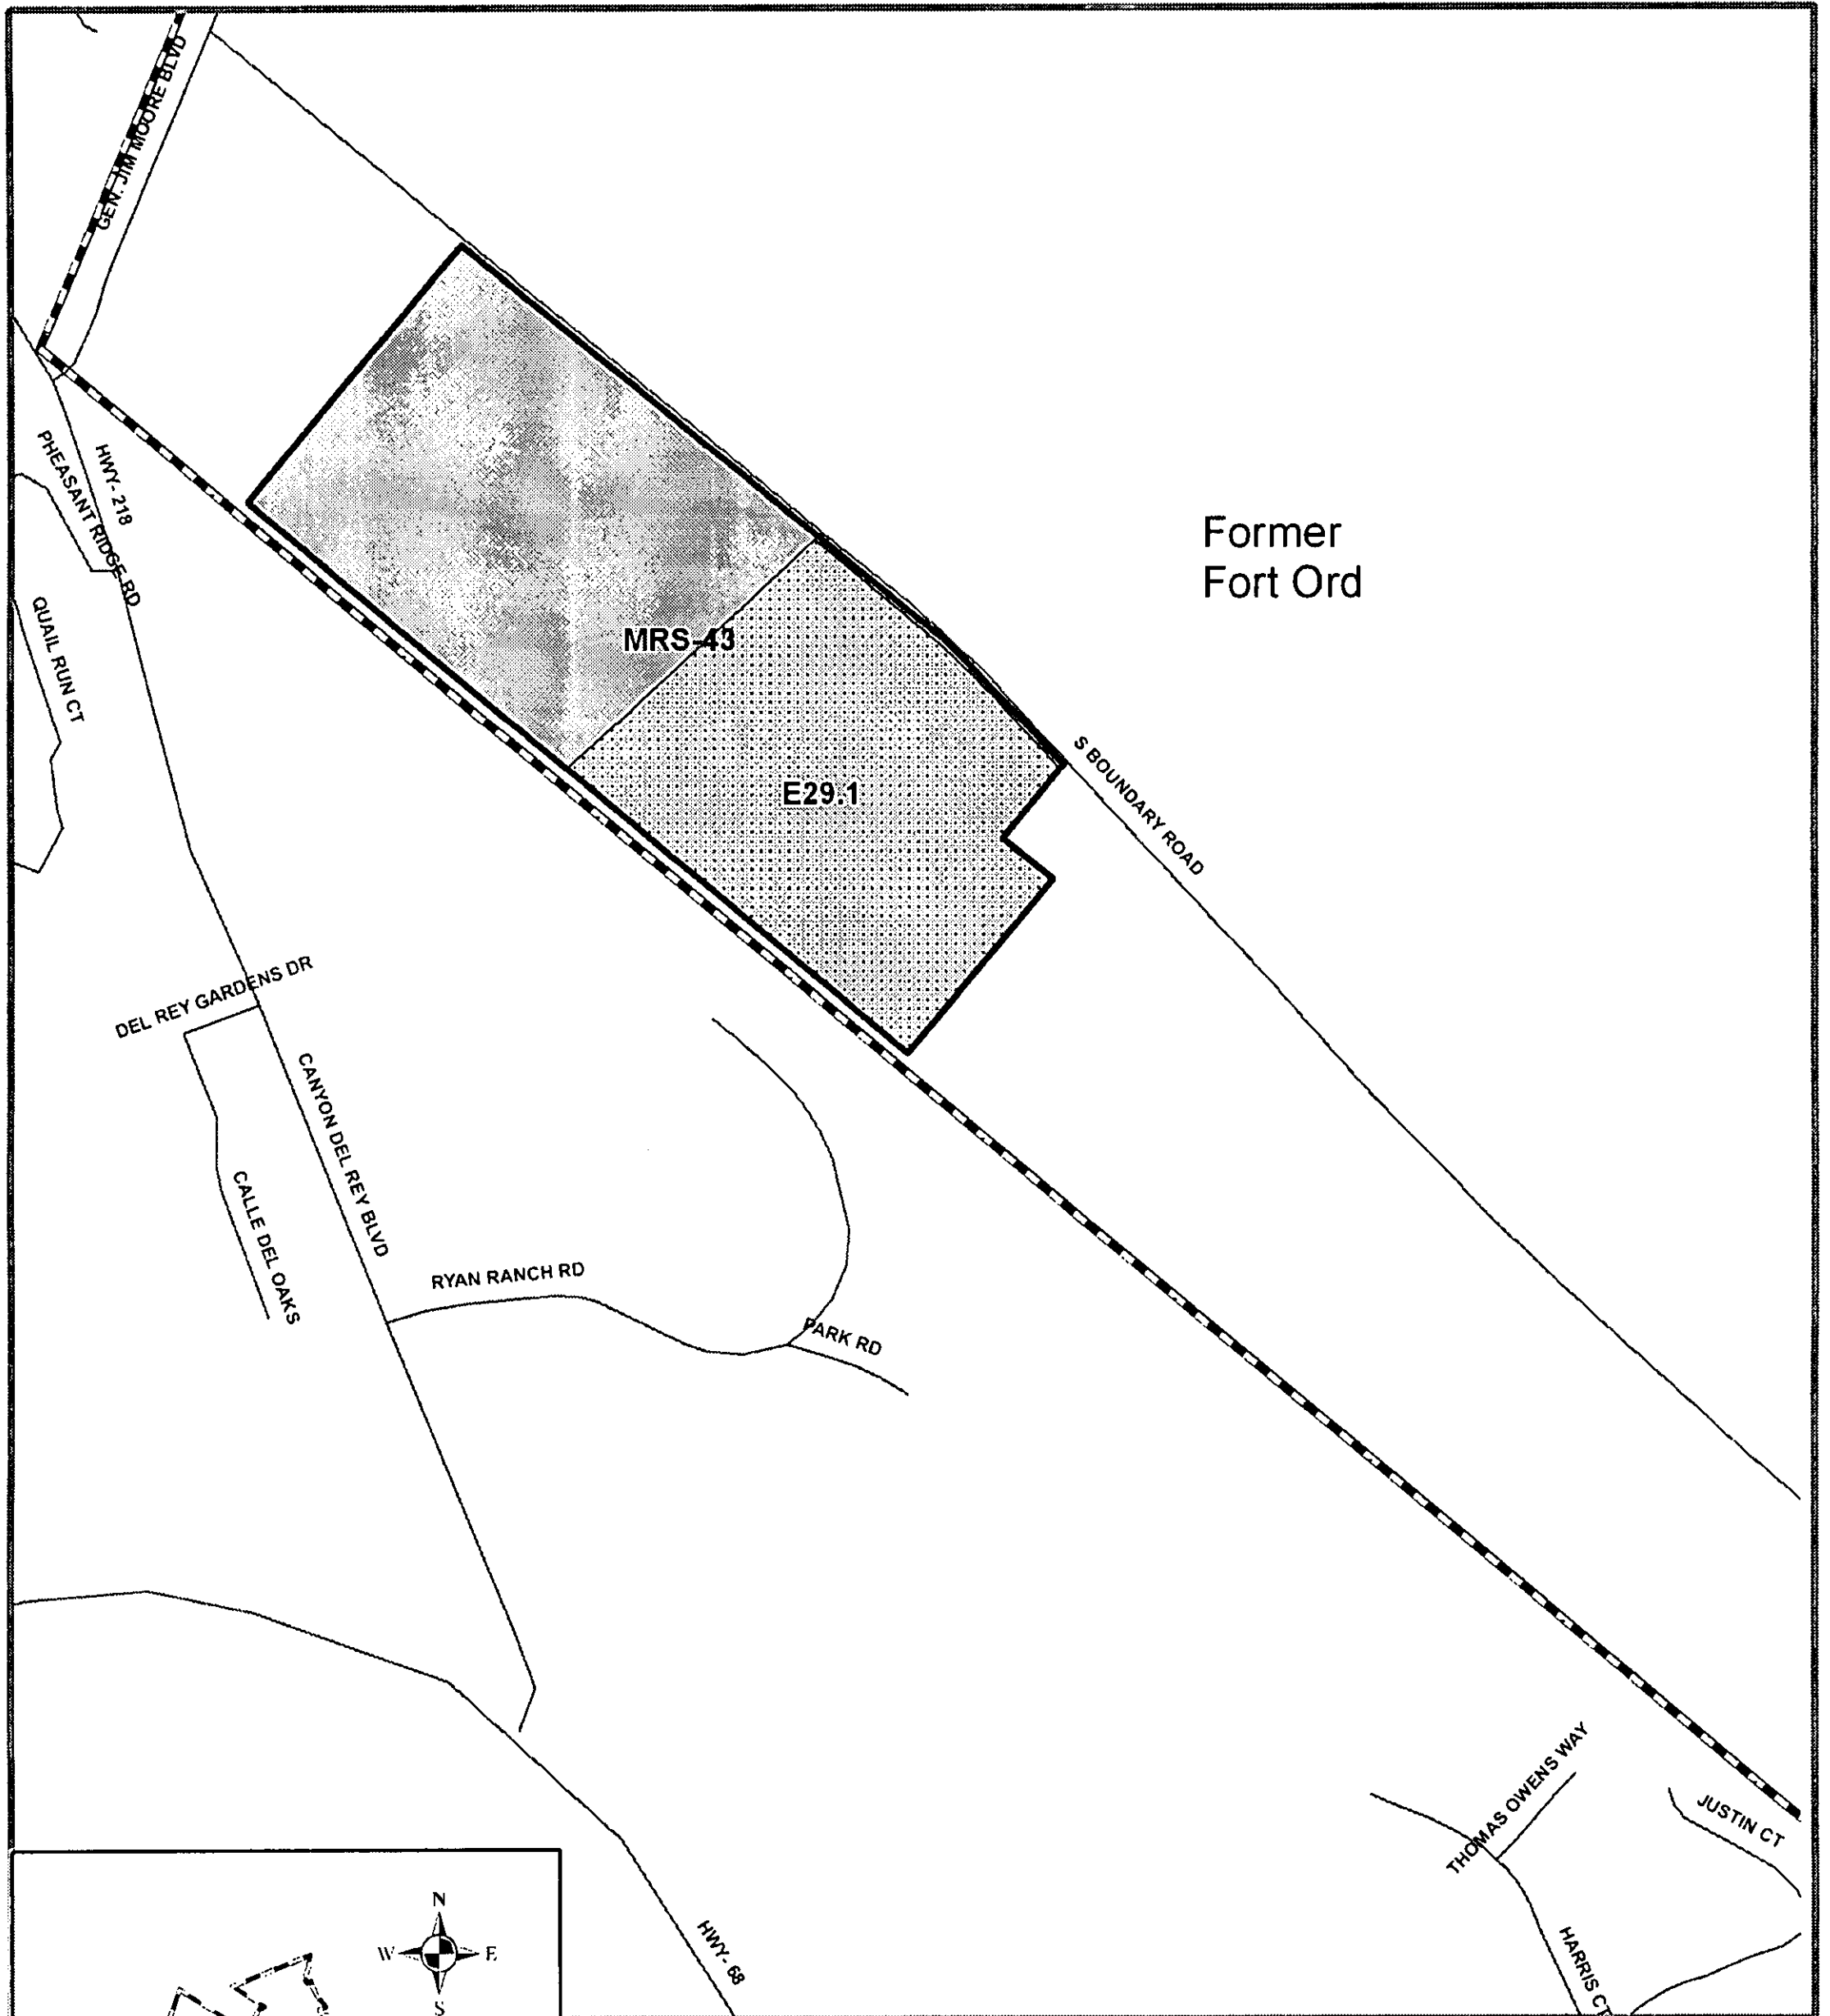 GEN. JIM MOORE BLVD
HWY- 218
PHEASANT RIDGE RD
QUAIL RUN CT
Former
Fort Ord
MRS-43
E29.1
S BOUNDARY ROAD
DEL REY GARDENS DR
CANYON DEL REY BLVD
CALLE DEL OAKS
RYAN RANCH RD
PARK RD
THOMAS OWENS WAY
JUSTIN CT
HARRIS CT
HWY- 68
N
W E
S